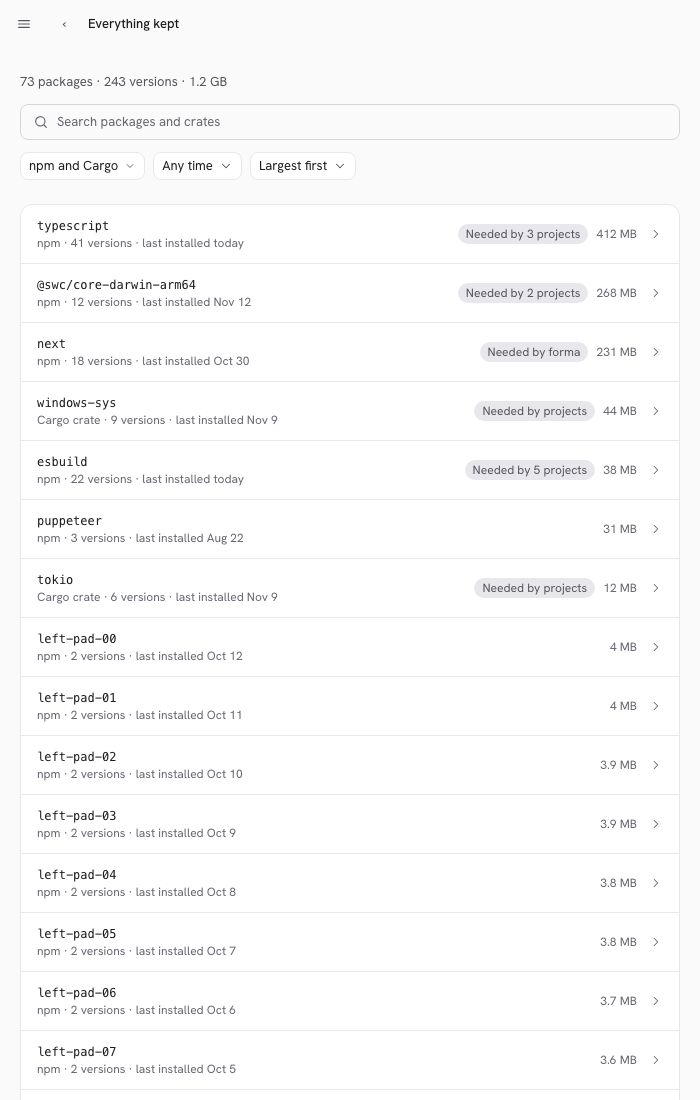 Everything kept
73 packages · 243 versions · 1.2 GB
Search packages and crates
npm and Cargo
Any time
Largest first
typescript
npm · 41 versions · last installed today
Needed by 3 projects
412 MB
@swc/core-darwin-arm64
npm · 12 versions · last installed Nov 12
Needed by 2 projects
268 MB
next
npm · 18 versions · last installed Oct 30
Needed by forma
231 MB
windows-sys
Cargo crate · 9 versions · last installed Nov 9
Needed by projects
44 MB
esbuild
npm · 22 versions · last installed today
Needed by 5 projects
38 MB
puppeteer
npm · 3 versions · last installed Aug 22
31 MB
tokio
Cargo crate · 6 versions · last installed Nov 9
Needed by projects
12 MB
left-pad-00
npm · 2 versions · last installed Oct 12
4 MB
left-pad-01
npm · 2 versions · last installed Oct 11
4 MB
left-pad-02
npm · 2 versions · last installed Oct 10
3.9 MB
left-pad-03
npm · 2 versions · last installed Oct 9
3.9 MB
left-pad-04
npm · 2 versions · last installed Oct 8
3.8 MB
left-pad-05
npm · 2 versions · last installed Oct 7
3.8 MB
left-pad-06
npm · 2 versions · last installed Oct 6
3.7 MB
left-pad-07
npm · 2 versions · last installed Oct 5
3.6 MB